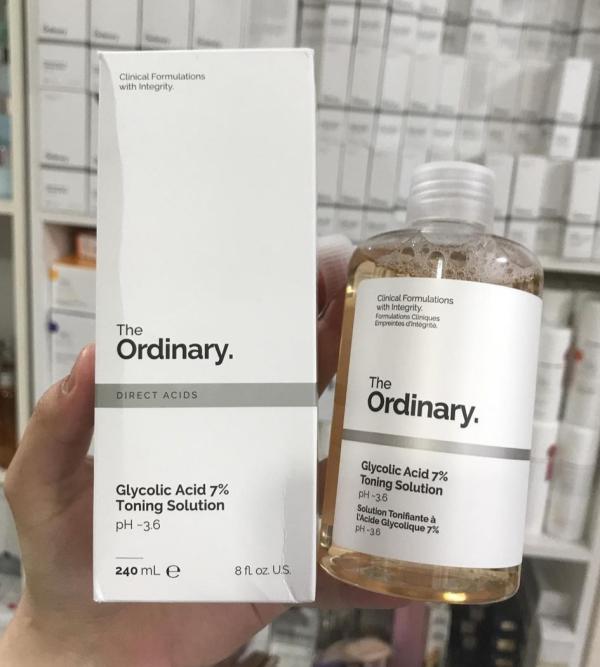 Clinical Formulations
with Integrity.
The
Ordinary.
DIRECT ACIDS
Glycolic Acid 7%
Toning Solution
pH ~3.6
240 mL e
8 fl. oz. U.S.
Clinical Formulations
with Integrity.
Formulations Cliniques
Empreintes d'Intégrité.
The
Ordinary.
Glycolic Acid 7%
Toning Solution
pH ~3.6
Solution Tonifiante à
l'Acide Glycolique 7%
pH ~3.6